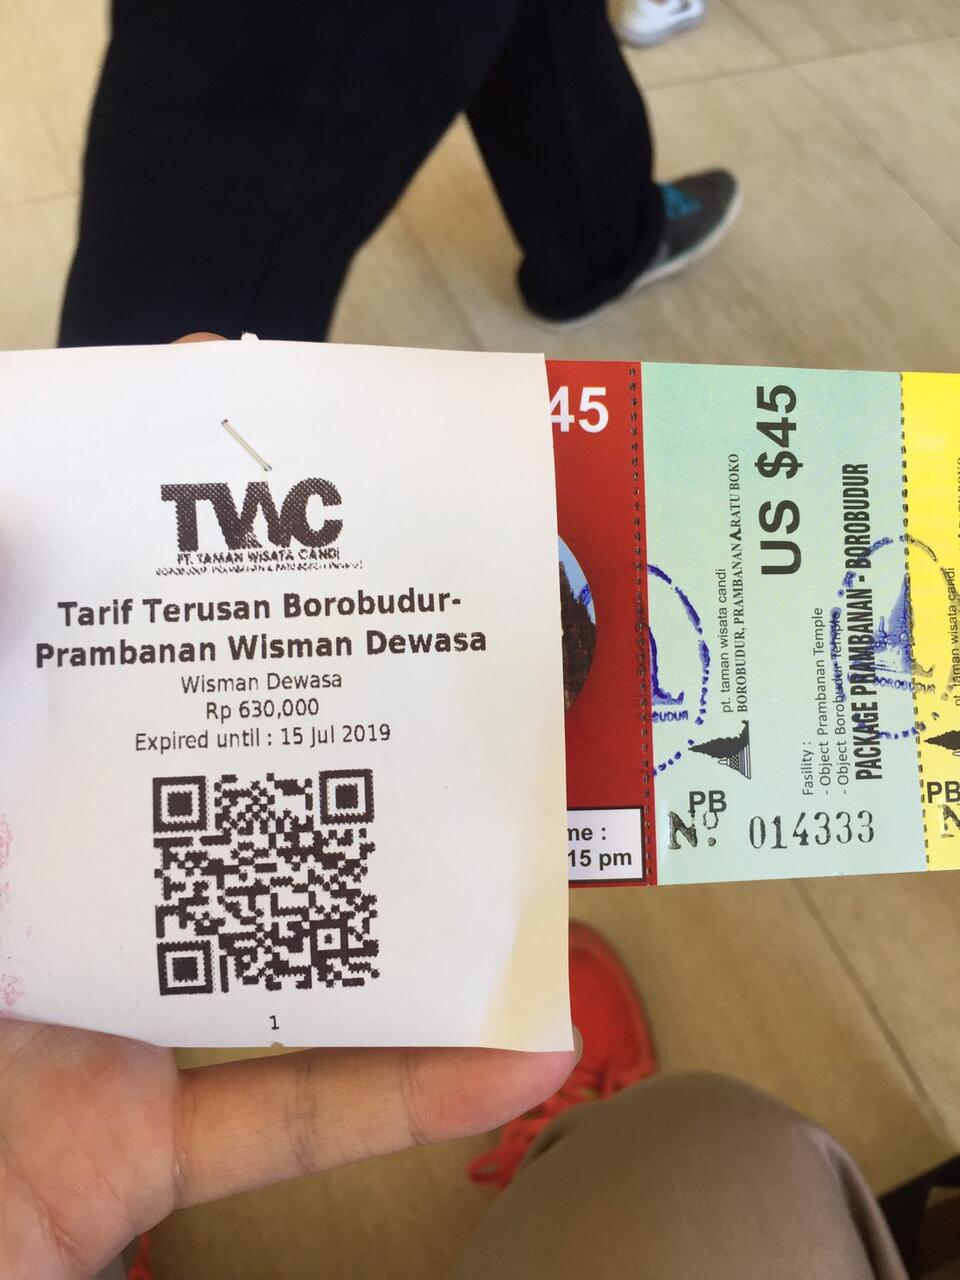 TWC
PT. TAMAN WISATA CANDI
Tarif Terusan Borobudur-
Prambanan Wisman Dewasa
Wisman Dewasa
Rp 630,000
Expired until : 15 Jul 2019
1
45
me :
15 pm
US $45
pt. taman wisata candi
BOROBUDUR, PRAMBANAN & RATU BOKO
PACKAGE PRAMBANAN - BOROBUDUR
Fasility :
- Object Prambanan Temple
- Object Borobudur Temple
PB
No. 014333
pt. taman wisata candi
PB